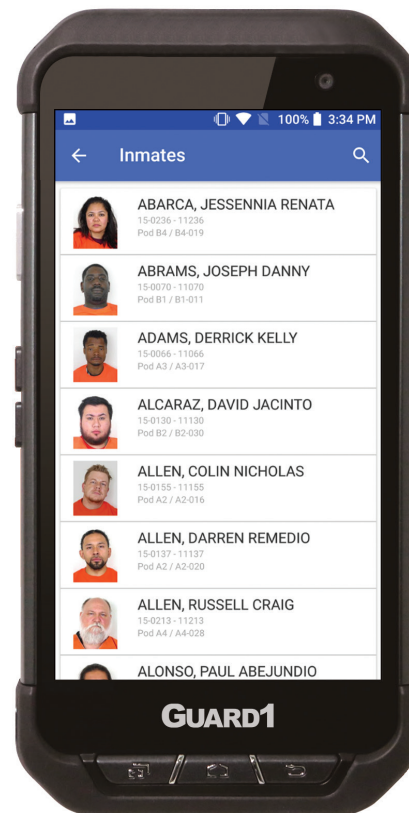 100% 3:34 PM
Inmates
ABARCA, JESSENNIA RENATA
15-0236 - 11236
Pod B4 / B4-019
ABRAMS, JOSEPH DANNY
15-0070 - 11070
Pod B1 / B1-011
ADAMS, DERRICK KELLY
15-0066 - 11066
Pod A3 / A3-017
ALCARAZ, DAVID JACINTO
15-0130 - 11130
Pod B2 / B2-030
ALLEN, COLIN NICHOLAS
15-0155 - 11155
Pod A2 / A2-016
ALLEN, DARREN REMEDIO
15-0137 - 11137
Pod A2 / A2-020
ALLEN, RUSSELL CRAIG
15-0213 - 11213
Pod A4 / A4-028
ALONSO, PAUL ABEJUNDIO
GUARD1